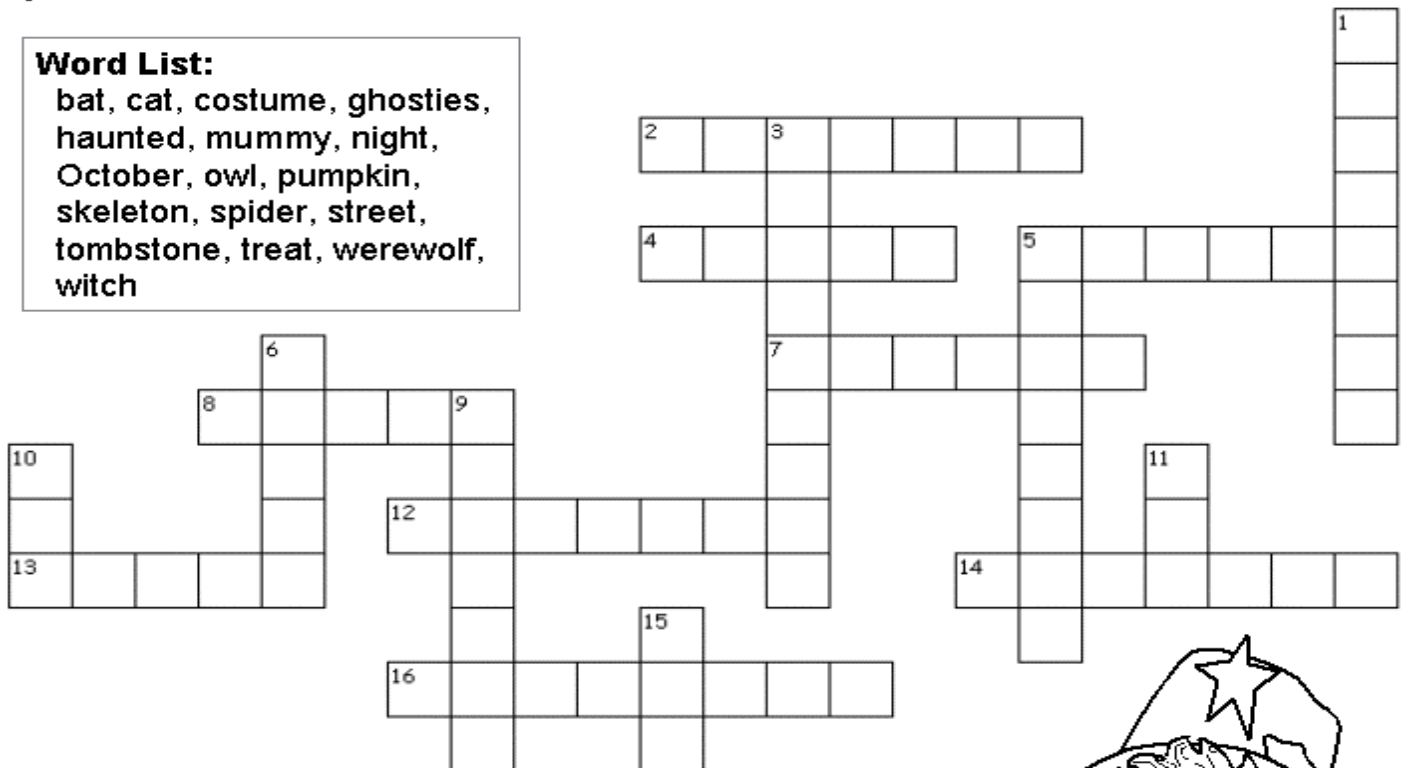 Word List:
bat, cat, costume, ghosties,
haunted, mummy, night,
October, owl, pumpkin,
skeleton, spider, street,
tombstone, treat, werewolf,
witch
1
2 3
4 5
6 7
8 9
10 11
12
13 14
15
16